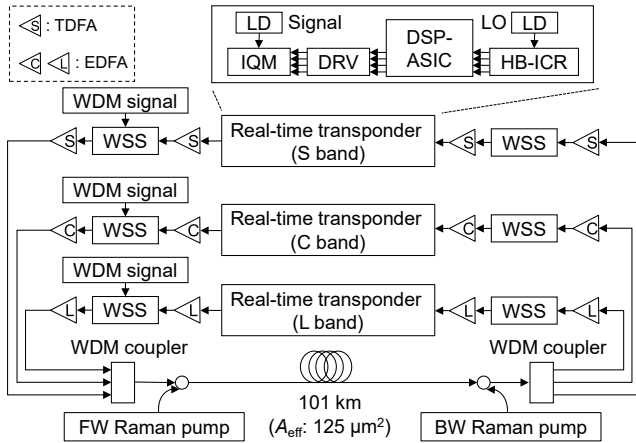 S : TDFA
C L : EDFA
LD Signal
LO LD
IQM DRV DSP-ASIC HB-ICR
WDM signal
S WSS S Real-time transponder (S band) S WSS S
WDM signal
C WSS C Real-time transponder (C band) C WSS C
WDM signal
L WSS L Real-time transponder (L band) L WSS L
WDM coupler
WDM coupler
101 km
(Aeff: 125 μm²)
FW Raman pump
BW Raman pump